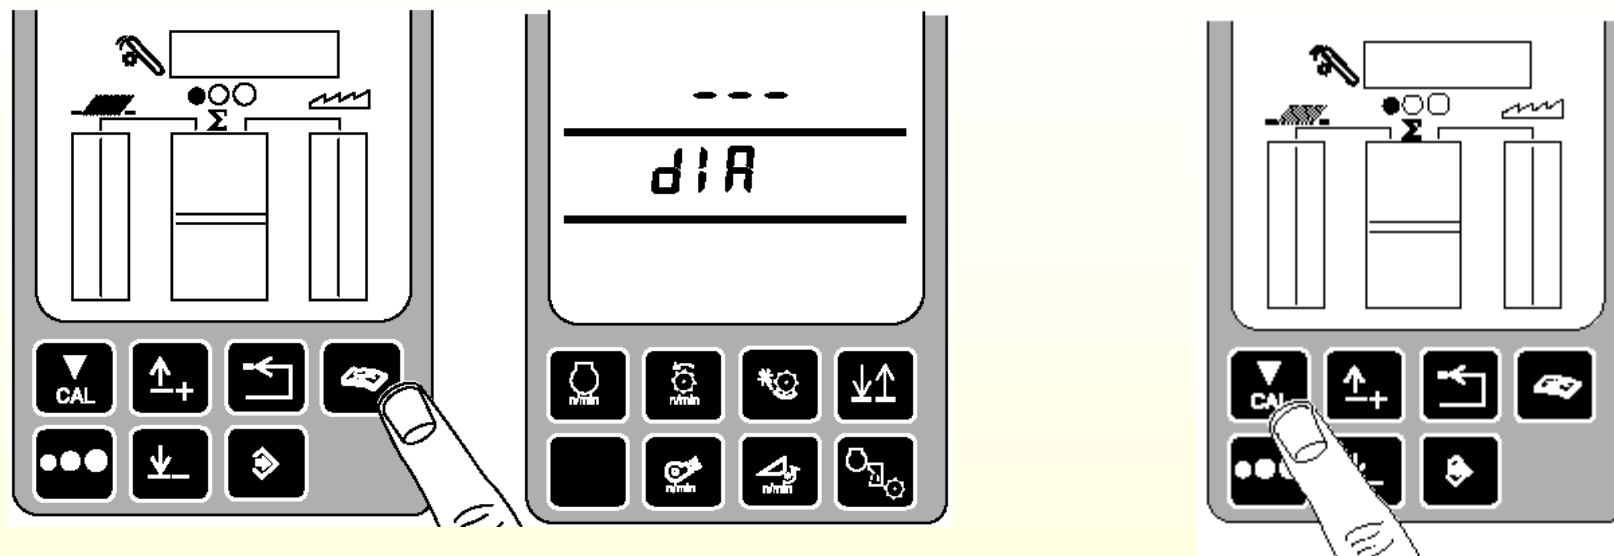 Σ
CAL
+
- - -
dIA
n/min
n/min
n/min
n/min
Σ
CAL
+